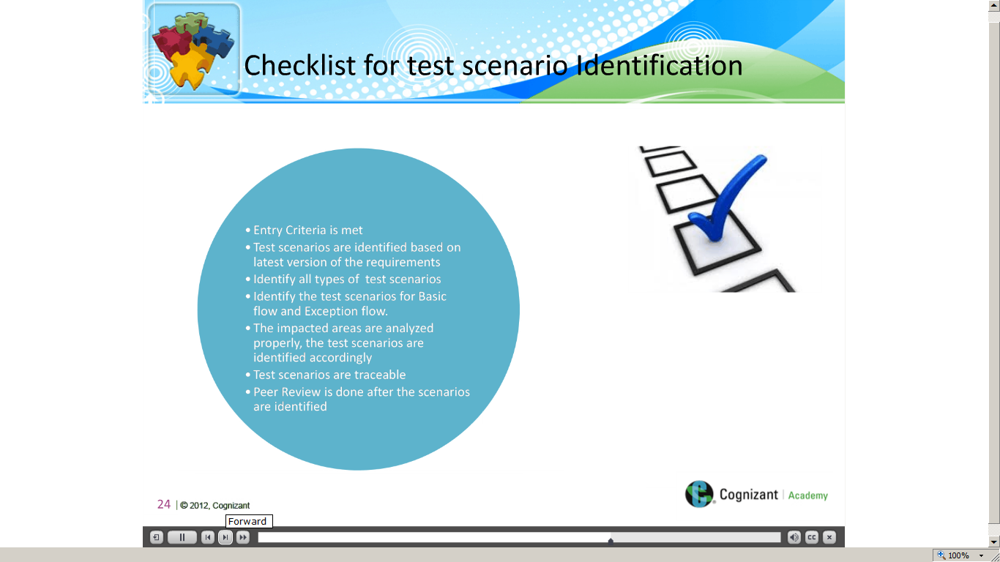 Checklist for test scenario Identification
• Entry Criteria is met
• Test scenarios are identified based on
latest version of the requirements
• Identify all types of  test scenarios
• Identify the test scenarios for Basic
flow and Exception flow.
• The impacted areas are analyzed
properly, the test scenarios are
identified accordingly
• Test scenarios are traceable
• Peer Review is done after the scenarios
are identified
24 | © 2012, Cognizant
Cognizant | Academy
Forward
CC
100%